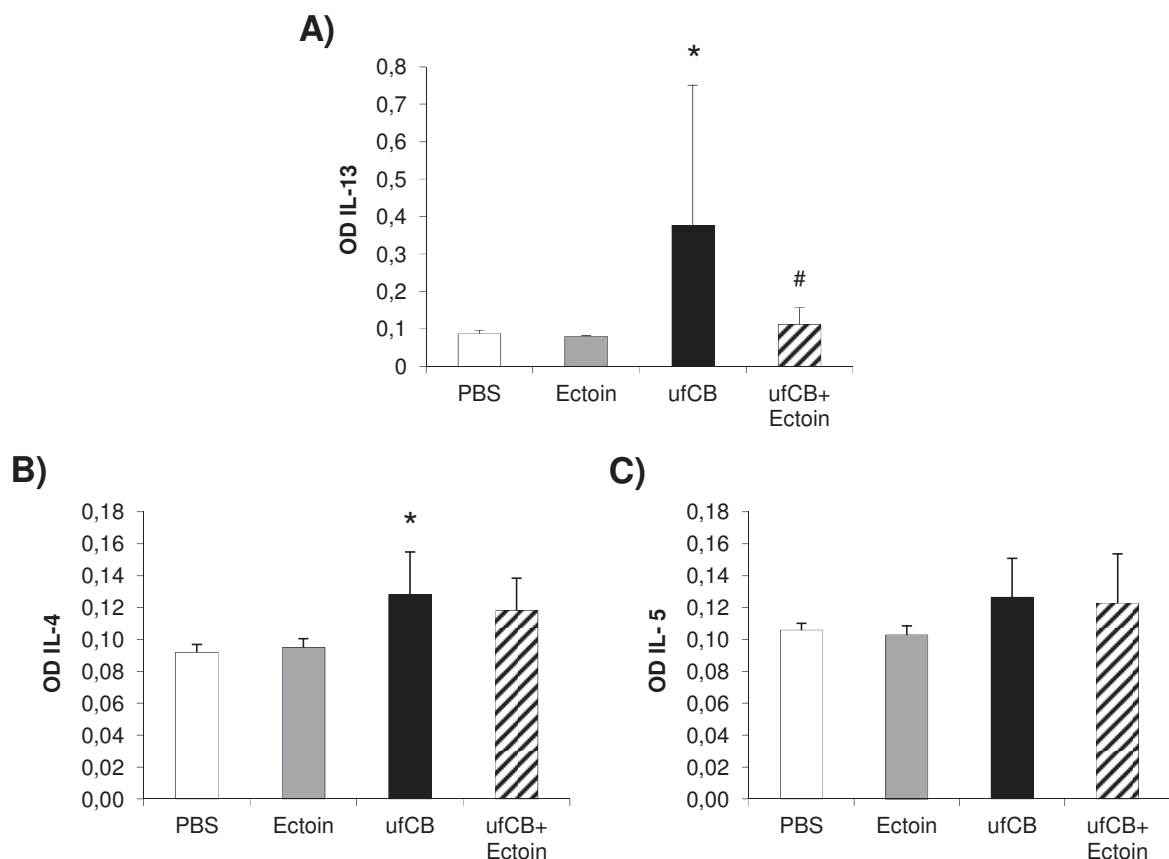 A)
*
0,8
0,7
0,6
0,5
0,4
0,3
0,2
0,1
0
OD IL-13
#
PBS Ectoin ufCB ufCB+
Ectoin
B)
0,18
0,16
0,14
0,12
0,10
0,08
0,06
0,04
0,02
0,00
OD IL-4
*
PBS Ectoin ufCB ufCB+
Ectoin
C)
0,18
0,16
0,14
0,12
0,10
0,08
0,06
0,04
0,02
0,00
OD IL- 5
PBS Ectoin ufCB ufCB+
Ectoin